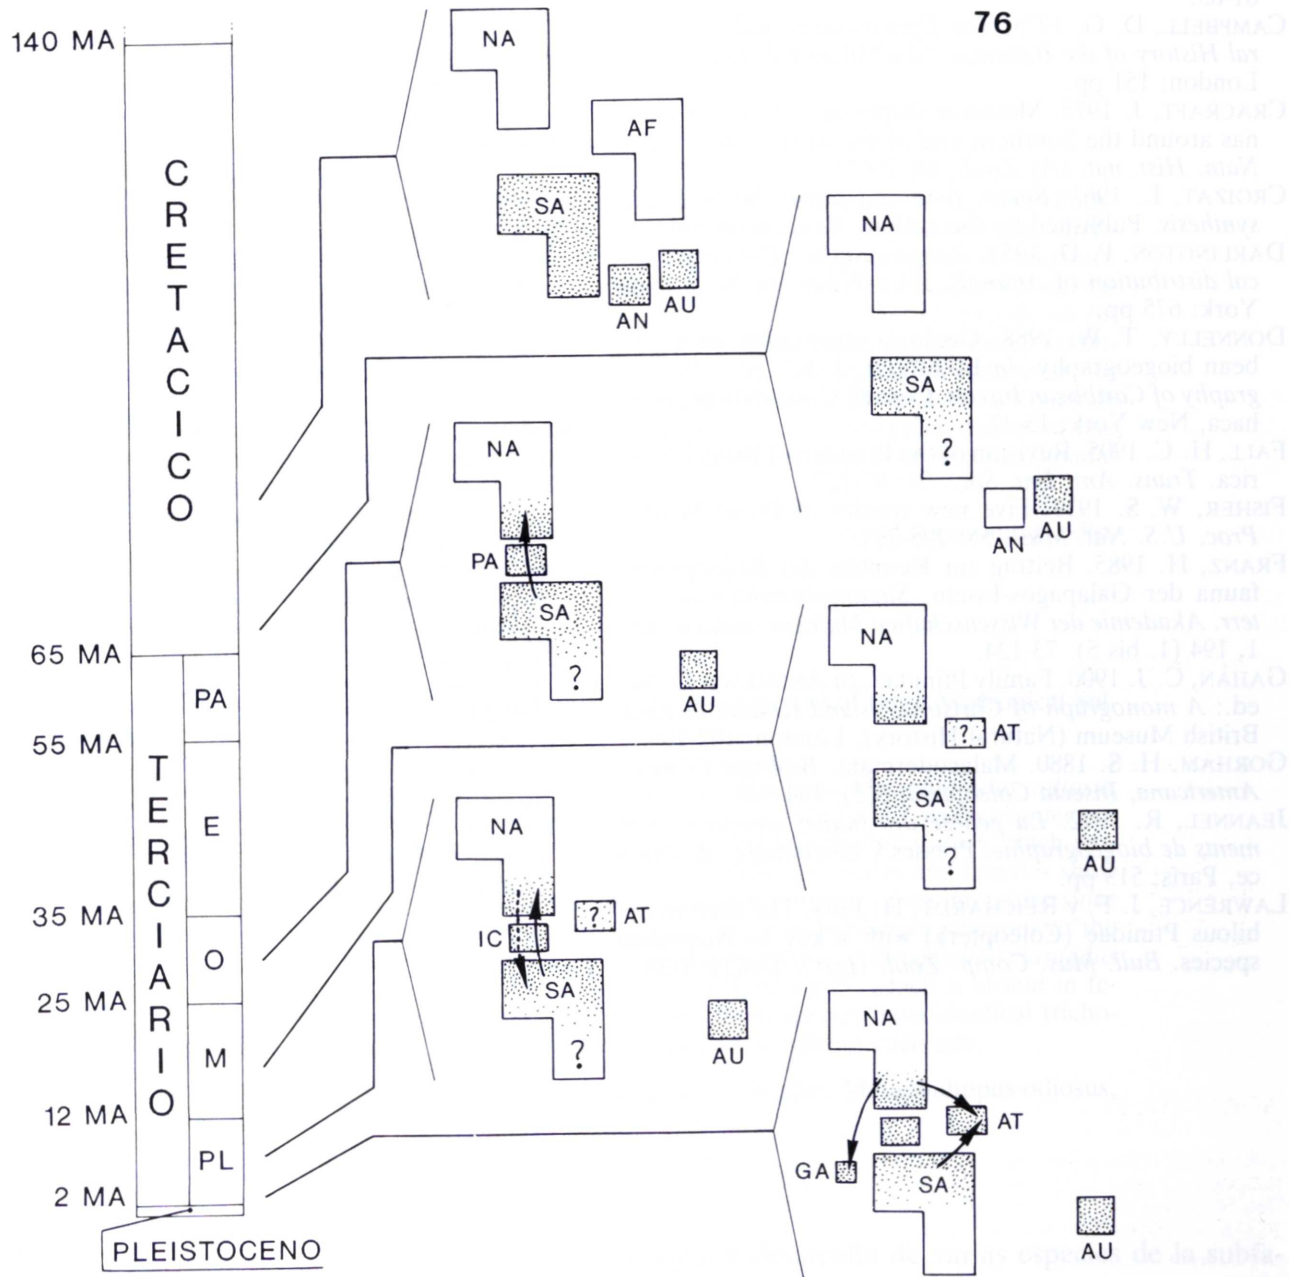 76
140 MA
CRETACICO
65 MA
PA
55 MA
TERCIARIO
E
35 MA
O
25 MA
M
12 MA
PL
2 MA
PLEISTOCENO
NA
AF
SA
AN
AU
NA
SA
?
AN
AU
NA
PA
SA
?
AU
NA
? AT
SA
?
AU
NA
? AT
IC
SA
?
AU
NA
AT
GA
SA
AU